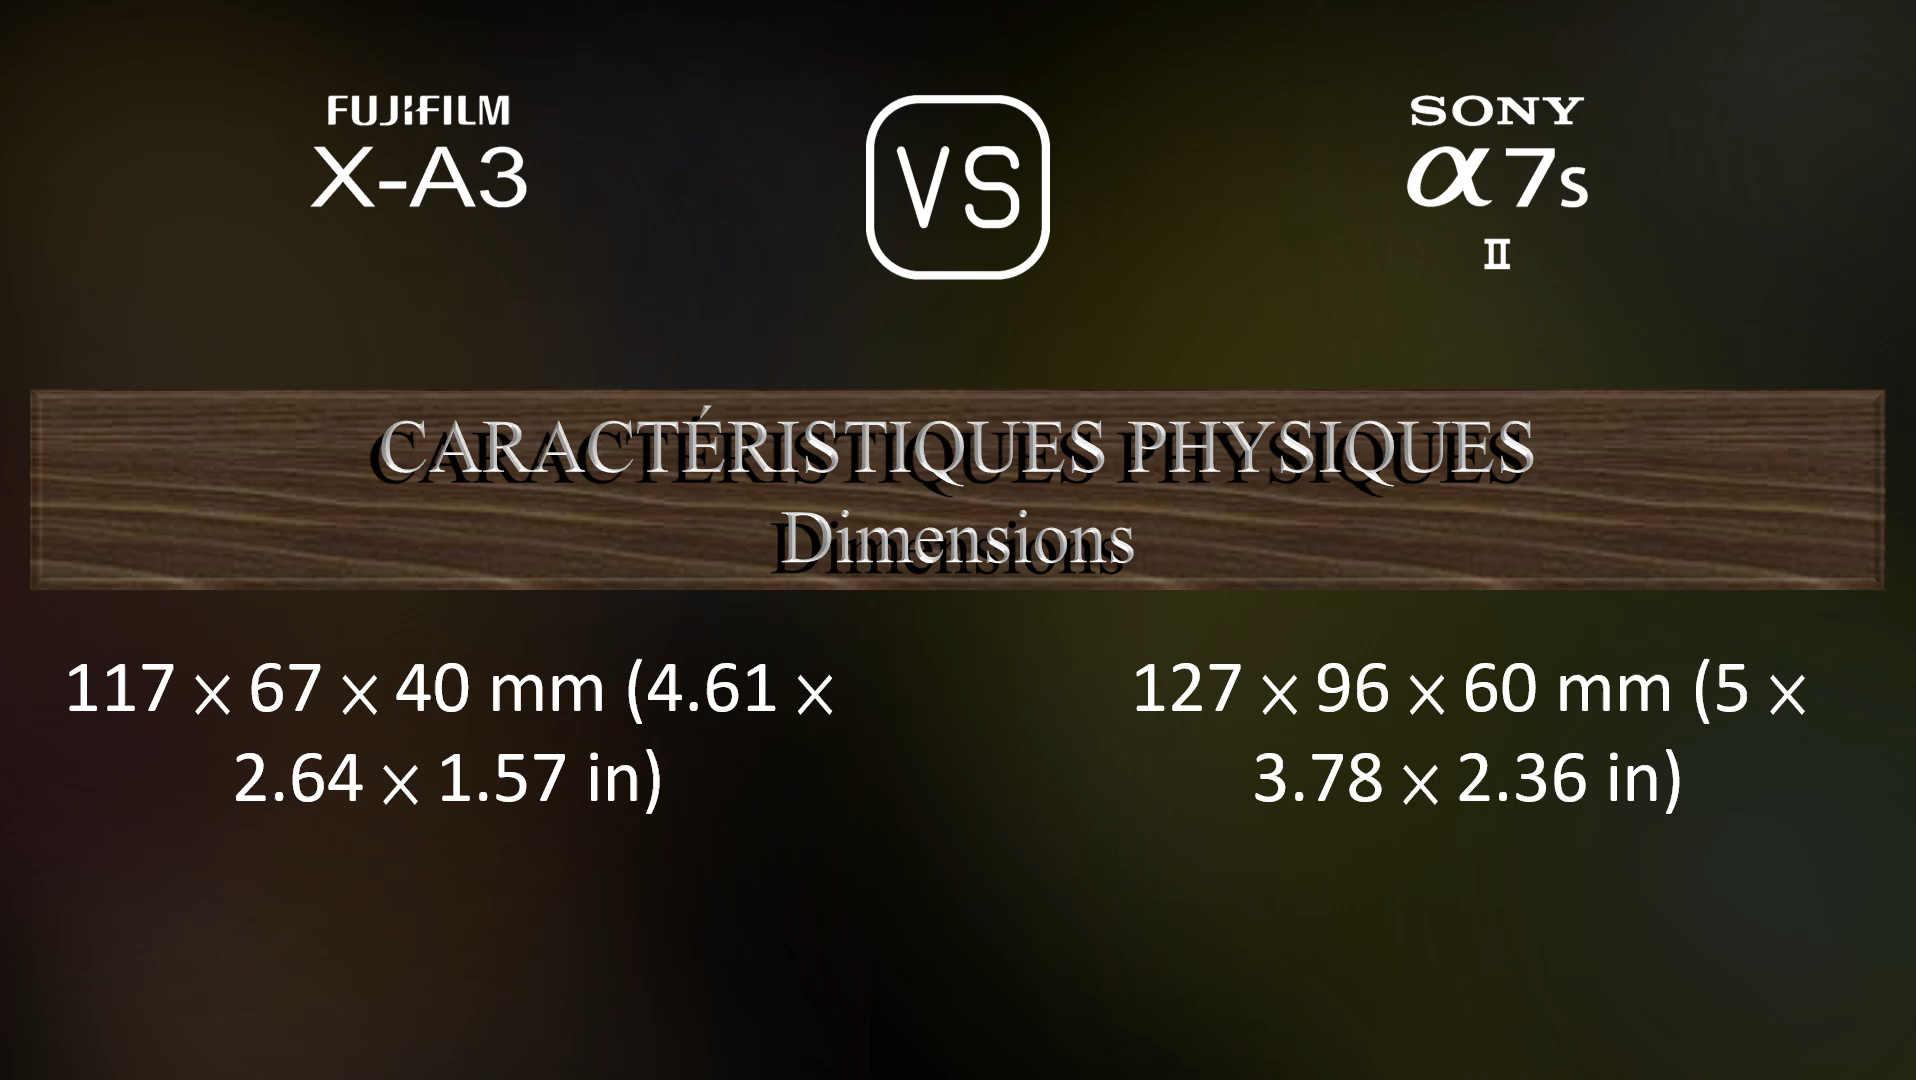 FUJIFILM
X-A3
VS
SONY
α7s
II
CARACTÉRISTIQUES PHYSIQUES
Dimensions
117 x 67 x 40 mm (4.61 x
2.64 x 1.57 in)
127 x 96 x 60 mm (5 x
3.78 x 2.36 in)